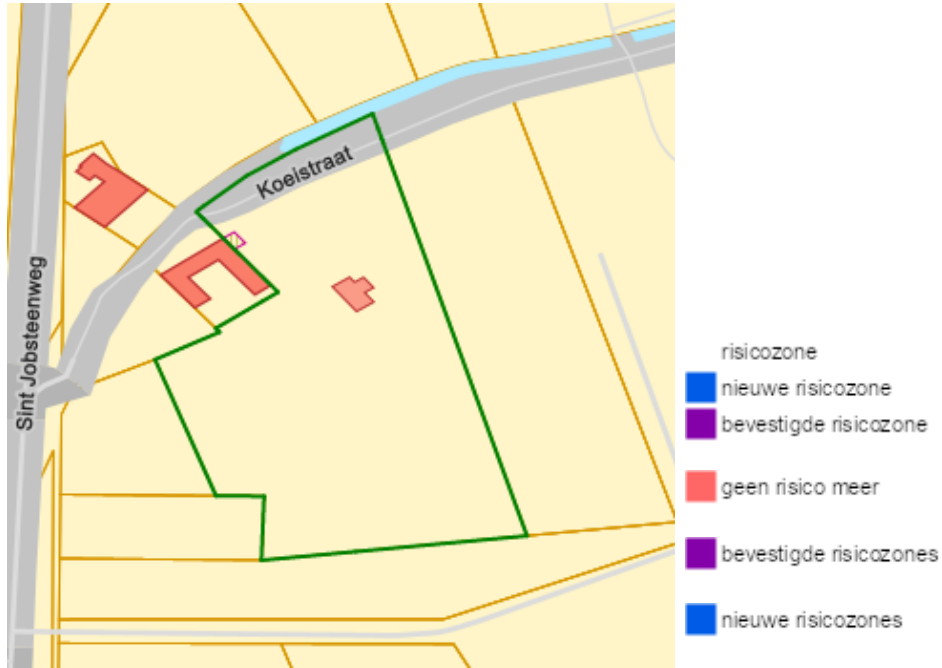 Koeistraat
Sint Jobsteenweg
risicozone
nieuwe risicozone
bevestigde risicozone
geen risico meer
bevestigde risicozones
nieuwe risicozones